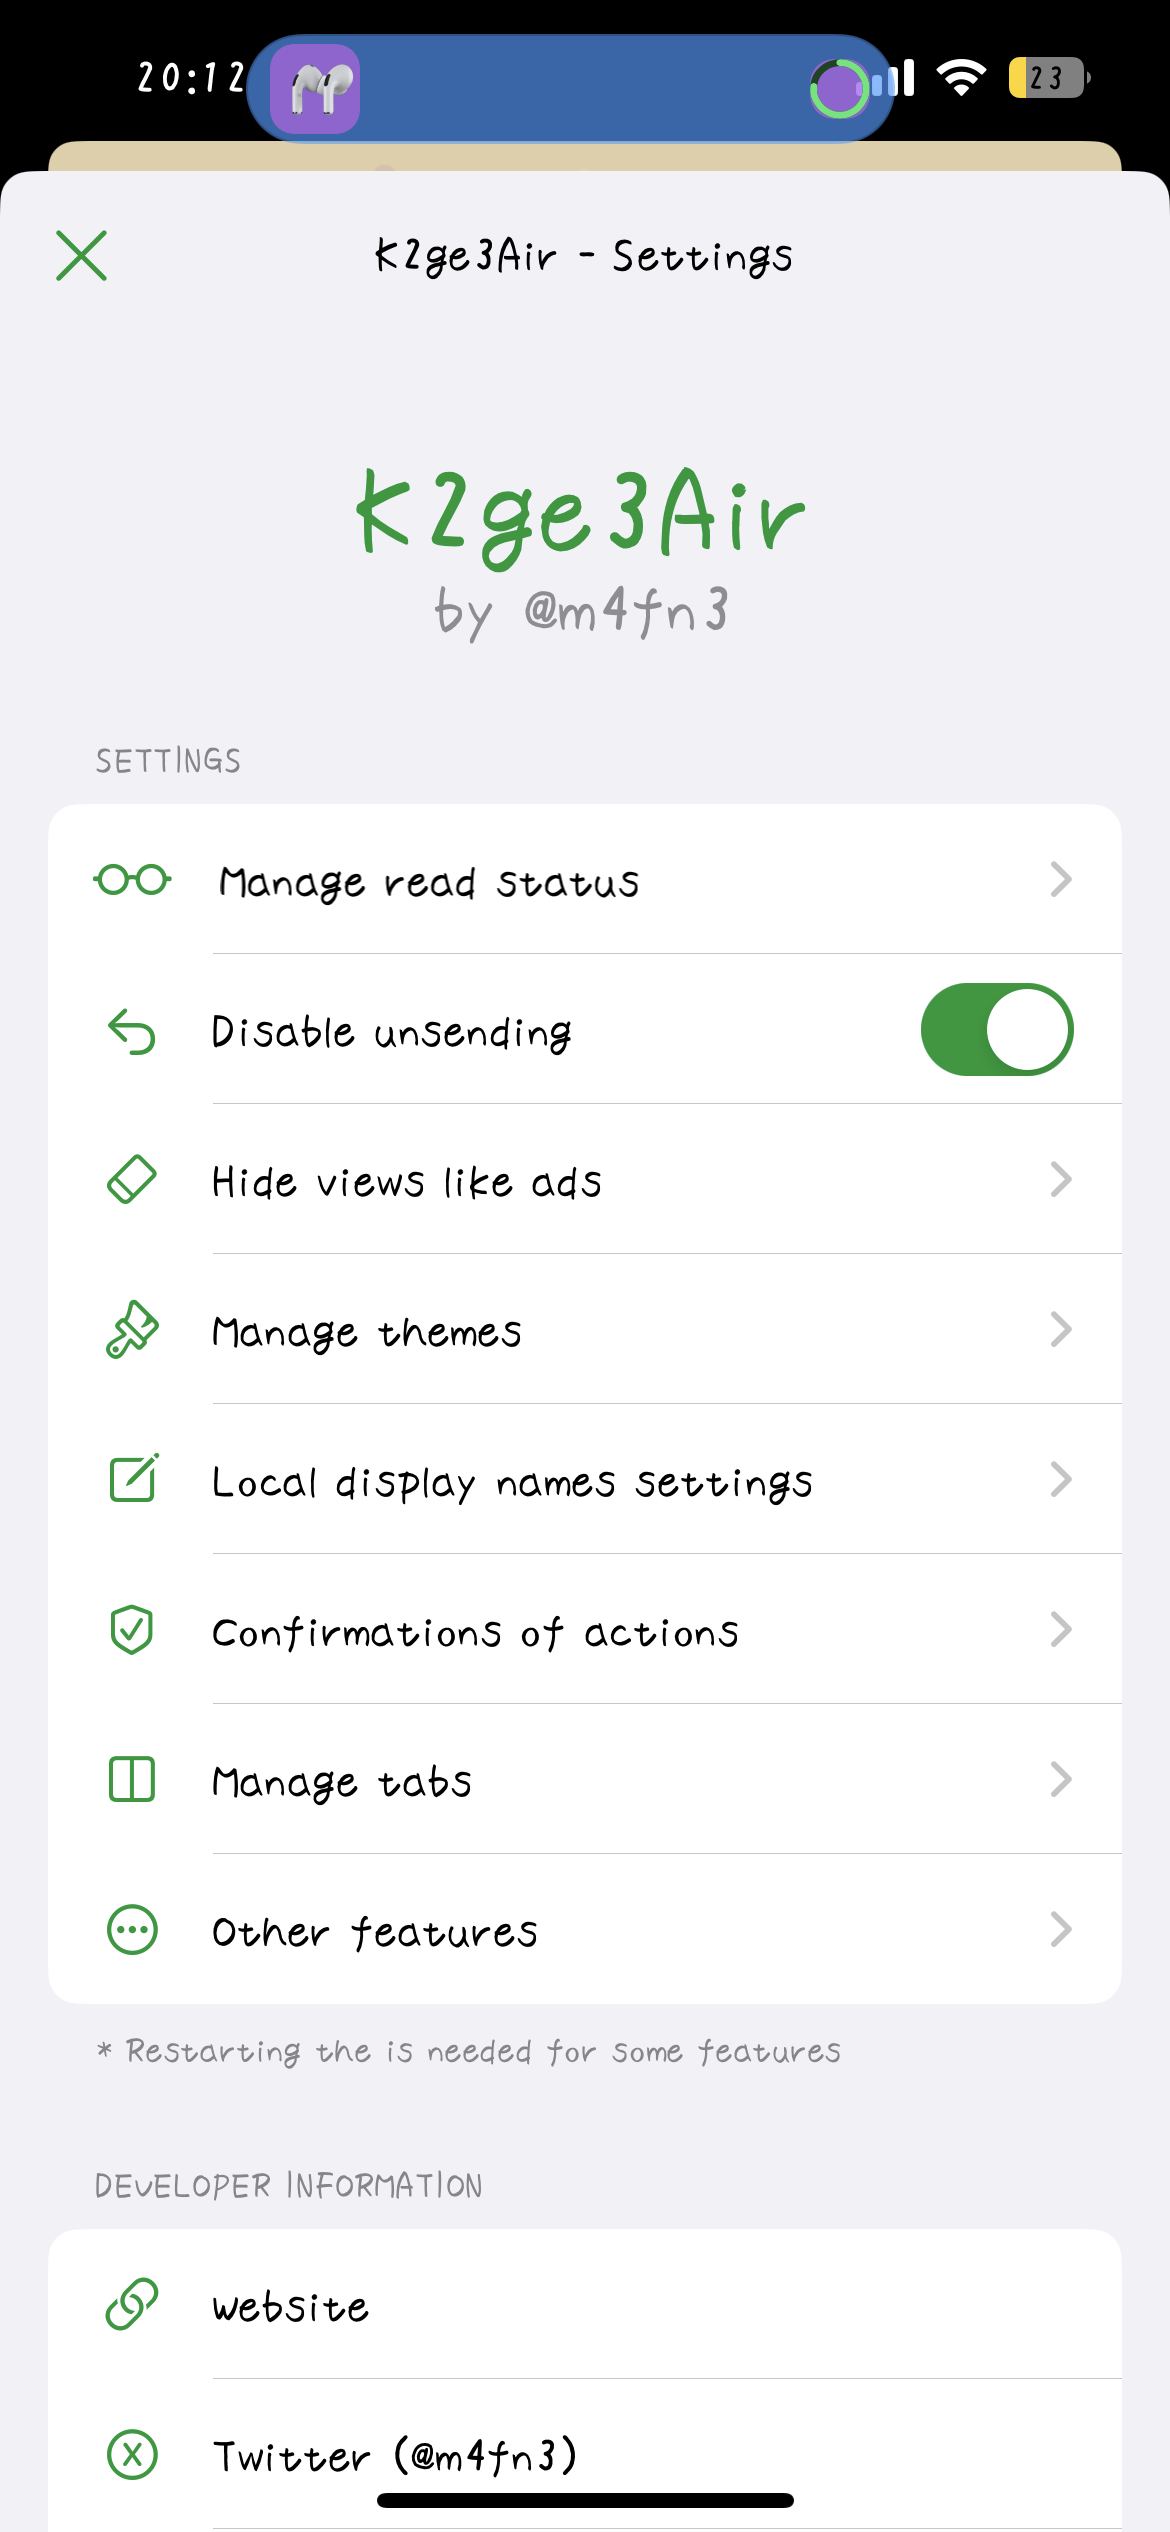 20:12
23
K2ge3Air - Settings
K2ge3Air
by @m4fn3
SETTINGS
Manage read status
Disable unsending
Hide views like ads
Manage themes
Local display names settings
Confirmations of actions
Manage tabs
Other features
* Restarting the is needed for some features
DEVELOPER INFORMATION
Website
Twitter (@m4fn3)